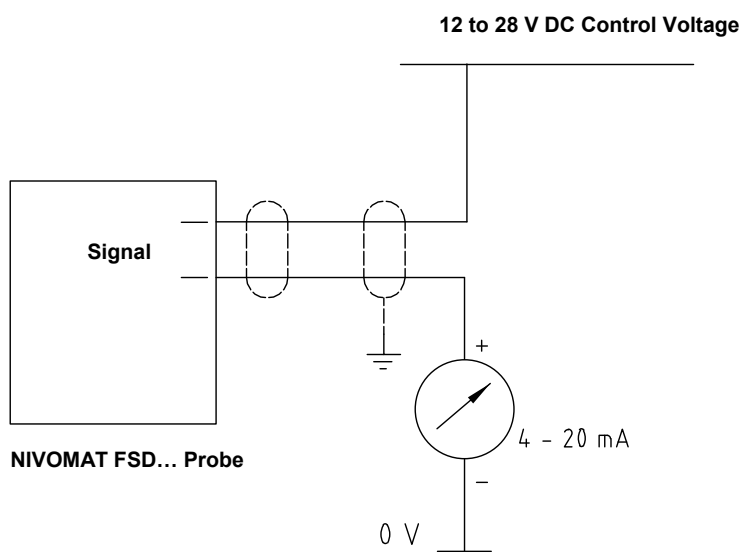 12 to 28 V DC Control Voltage
Signal
+
4 - 20 mA
NIVOMAT FSD… Probe
–
0 V